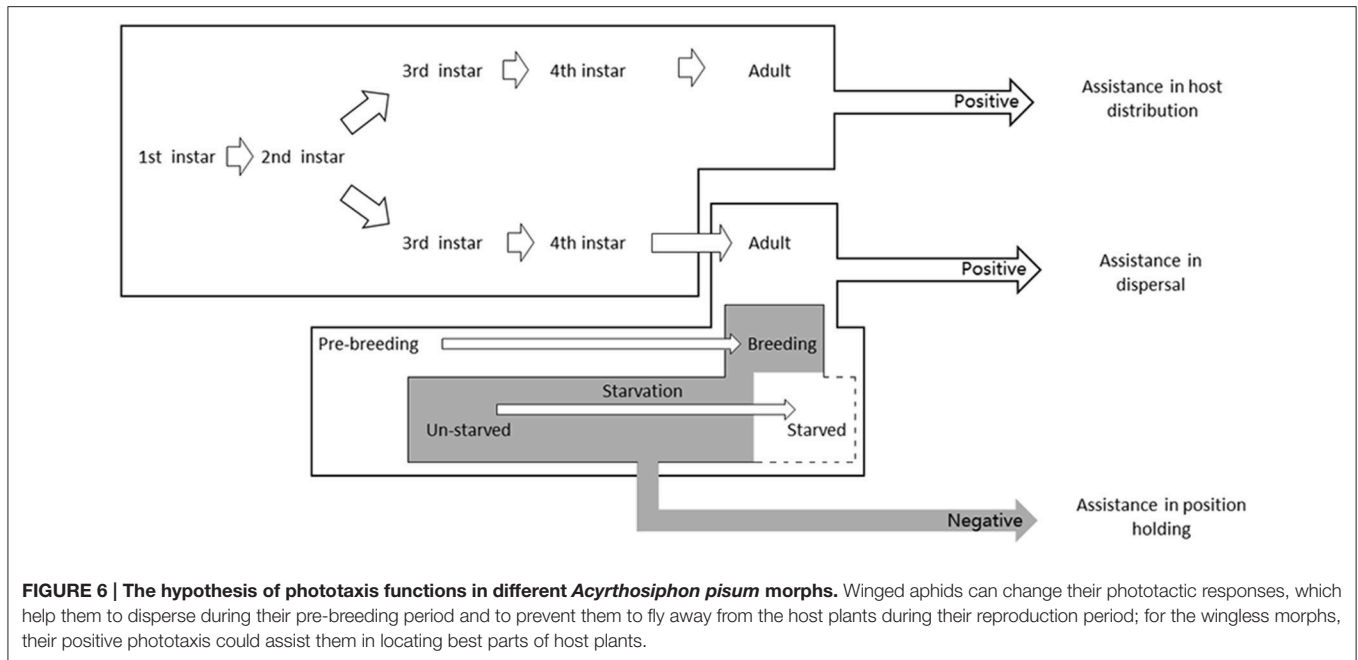 3rd instar 4th instar Adult
Positive
Assistance in host
distribution
1st instar 2nd instar
3rd instar 4th instar Adult
Positive
Assistance in
dispersal
Pre-breeding Breeding
Starvation
Un-starved Starved
Negative
Assistance in position
holding
FIGURE 6 | The hypothesis of phototaxis functions in different Acyrthosiphon pisum morphs. Winged aphids can change their phototactic responses, which
help them to disperse during their pre-breeding period and to prevent them to fly away from the host plants during their reproduction period; for the wingless morphs,
their positive phototaxis could assist them in locating best parts of host plants.